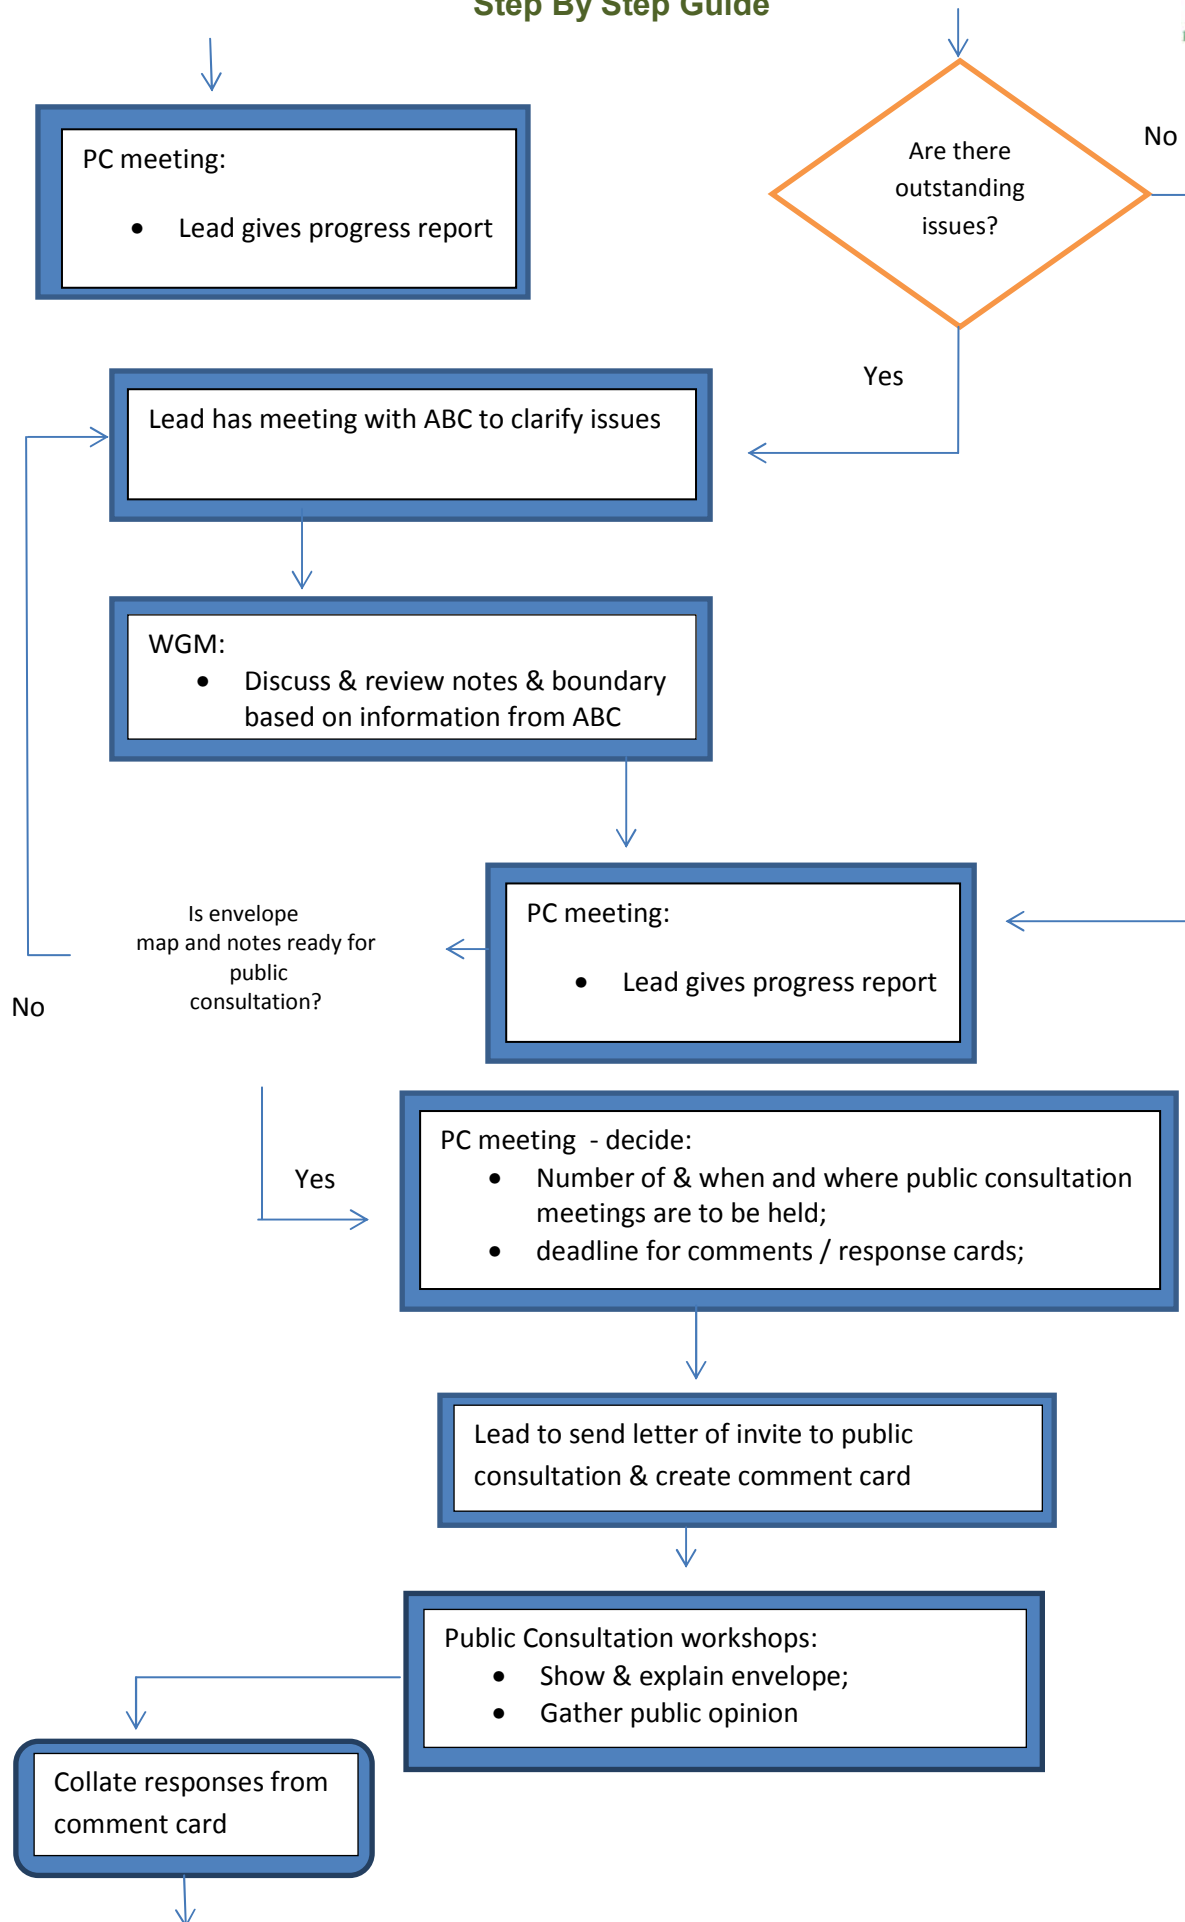 Step By Step Guide
PC meeting:
• Lead gives progress report
Are there
outstanding
issues?
No
Yes
Lead has meeting with ABC to clarify issues
WGM:
• Discuss & review notes & boundary
based on information from ABC
PC meeting:
• Lead gives progress report
Is envelope
map and notes ready for
public
consultation?
No
Yes
PC meeting - decide:
• Number of & when and where public consultation
meetings are to be held;
• deadline for comments / response cards;
Lead to send letter of invite to public
consultation & create comment card
Public Consultation workshops:
• Show & explain envelope;
• Gather public opinion
Collate responses from
comment card